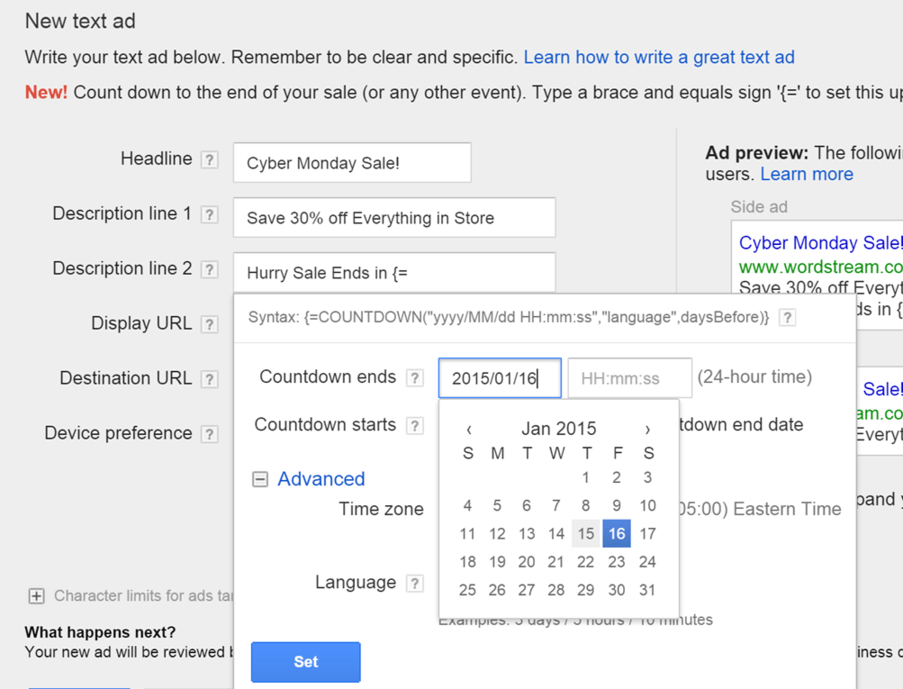 New text ad
Write your text ad below. Remember to be clear and specific. Learn how to write a great text ad
New! Count down to the end of your sale (or any other event). Type a brace and equals sign '{=' to set this up
Headline ? Cyber Monday Sale!
Description line 1 ? Save 30% off Everything in Store
Description line 2 ? Hurry Sale Ends in {=
Display URL ?
Destination URL ?
Device preference ?
Ad preview: The followi
users. Learn more
Side ad
Cyber Monday Sale!
www.wordstream.co
Save 30% off Everyt
ds in {
Sale!
am.co
Everyt
pand y
Syntax: {=COUNTDOWN("yyyy/MM/dd HH:mm:ss","language",daysBefore)} ?
Countdown ends ? 2015/01/16 HH:mm:ss (24-hour time)
Countdown starts ? tdown end date
Advanced
Time zone 05:00) Eastern Time
Language ?
‹ Jan 2015 ›
S M T W T F S
1 2 3
4 5 6 7 8 9 10
11 12 13 14 15 16 17
18 19 20 21 22 23 24
25 26 27 28 29 30 31
Examples: 5 days / 5 hours / 10 minutes
Set
Character limits for ads ta
What happens next?
Your new ad will be reviewed
iness